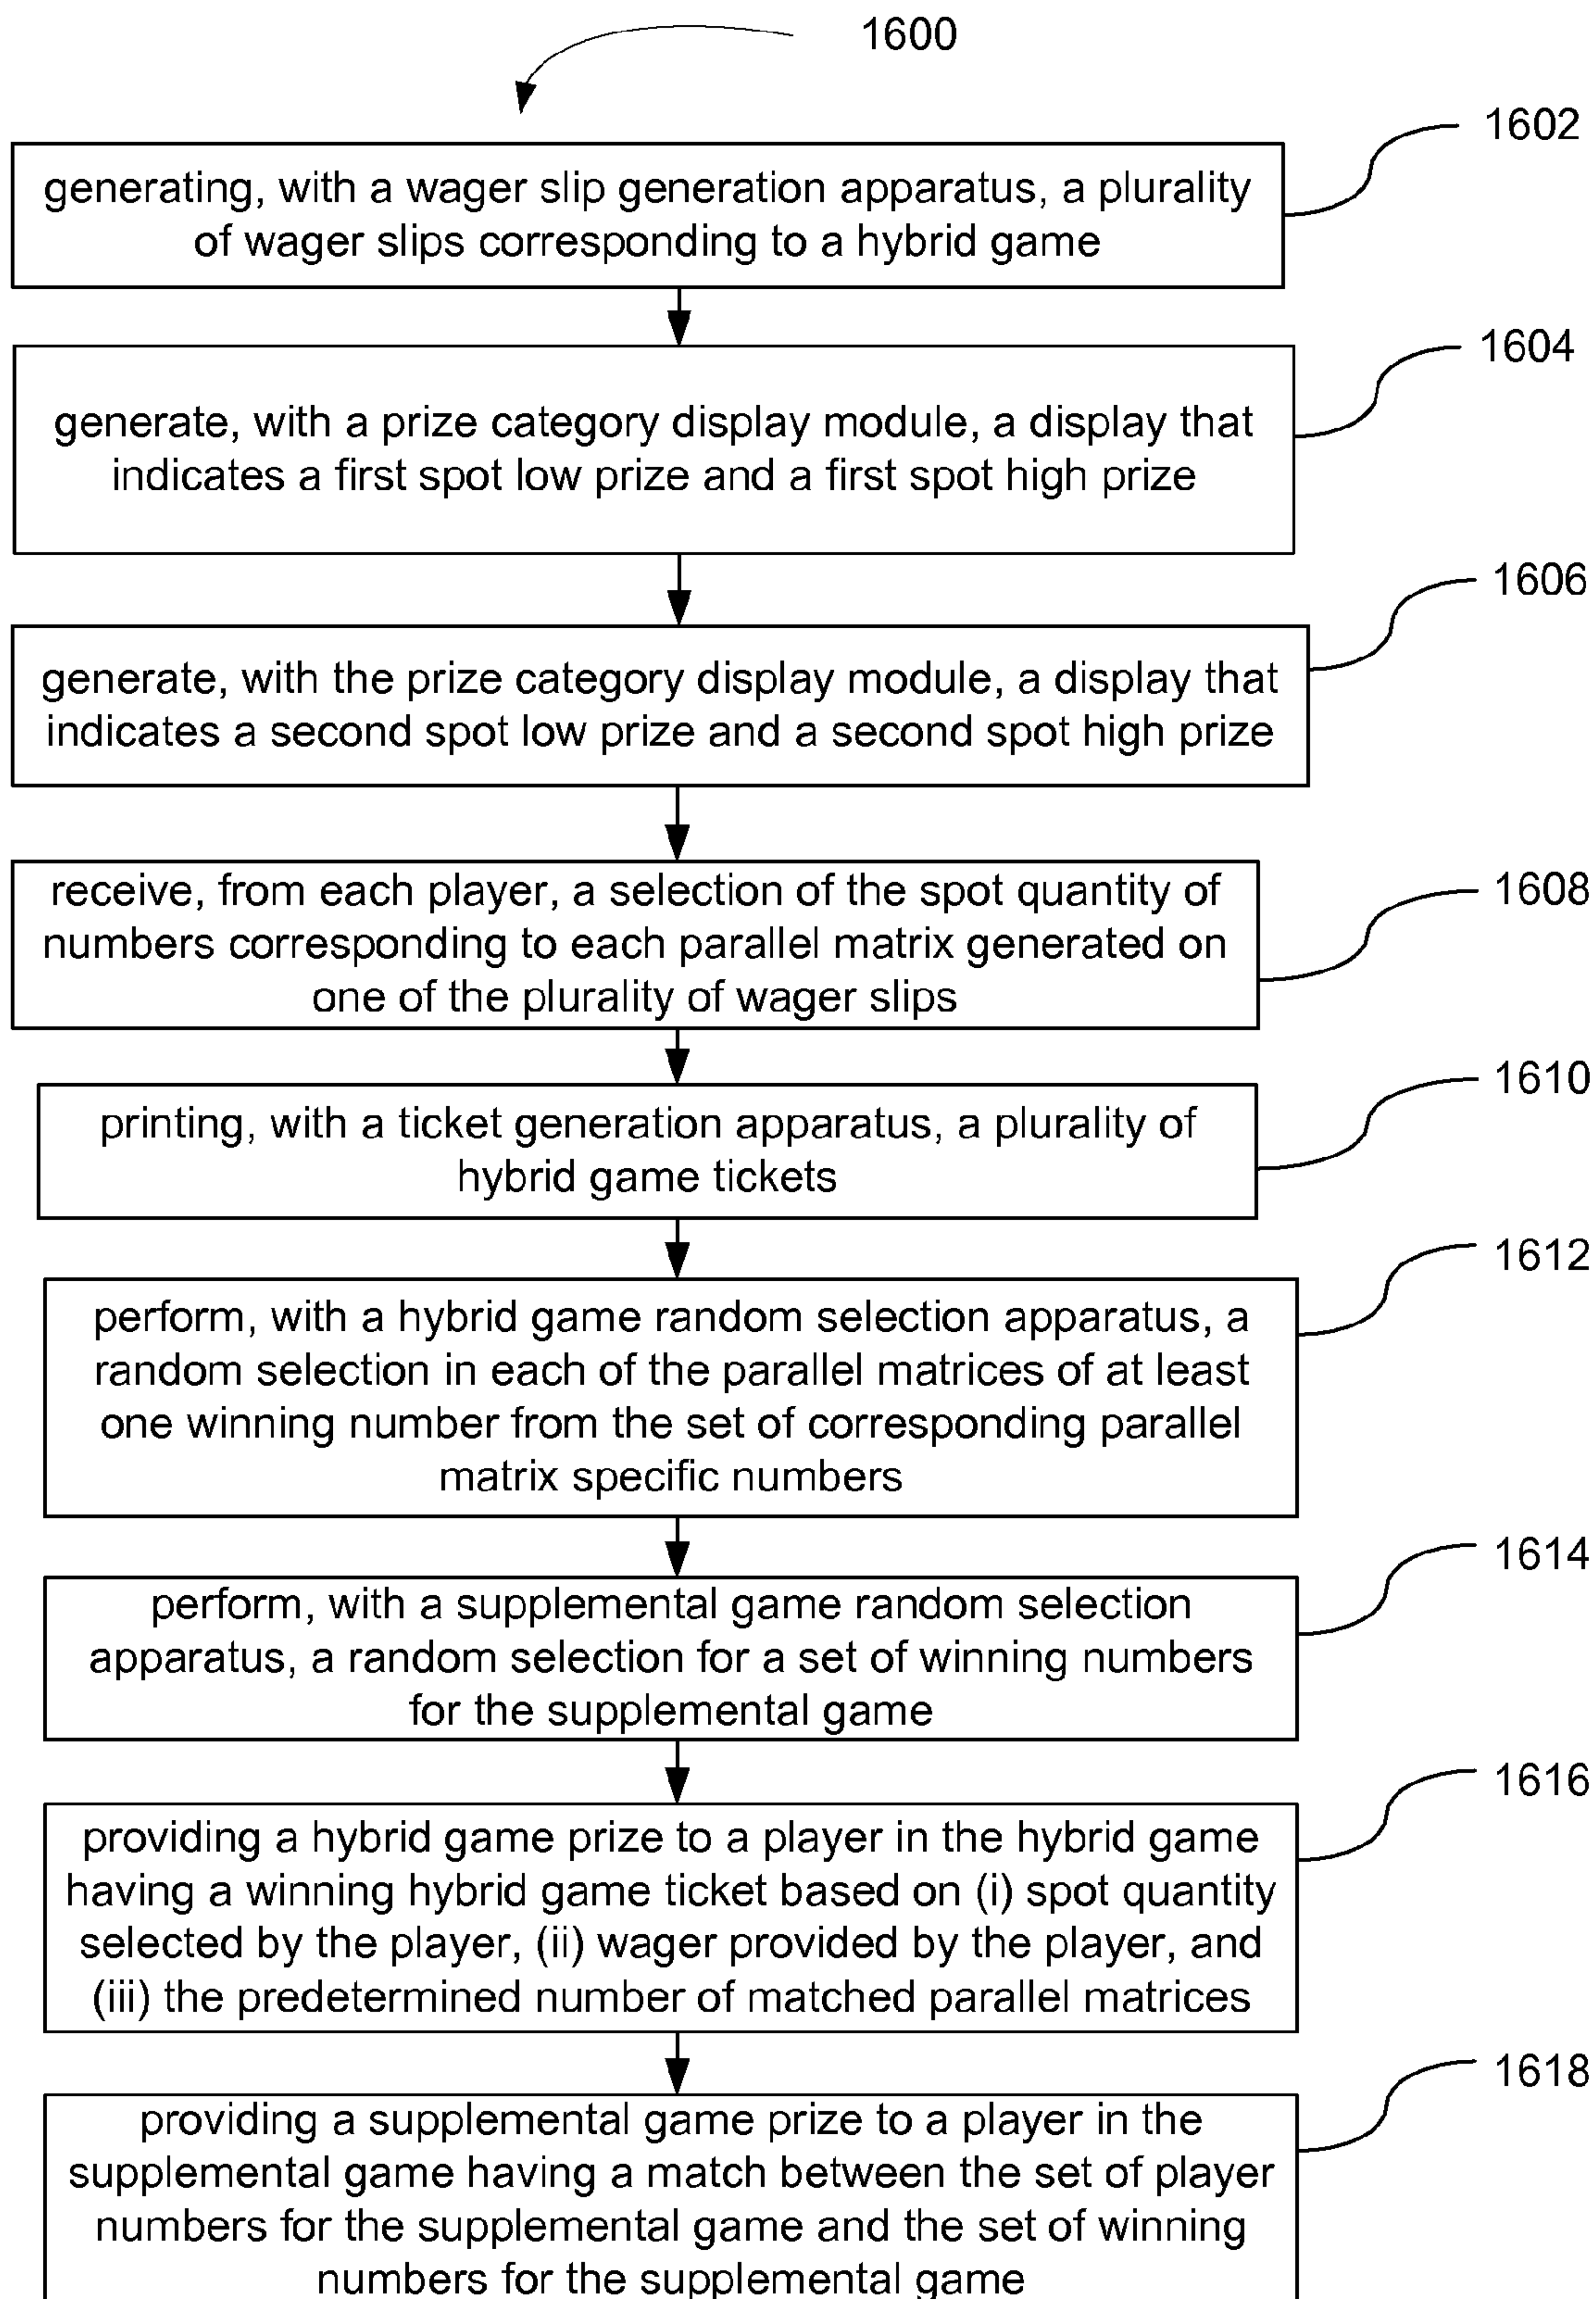 1600
1602
generating, with a wager slip generation apparatus, a plurality
of wager slips corresponding to a hybrid game
1604
generate, with a prize category display module, a display that
indicates a first spot low prize and a first spot high prize
1606
generate, with the prize category display module, a display that
indicates a second spot low prize and a second spot high prize
1608
receive, from each player, a selection of the spot quantity of
numbers corresponding to each parallel matrix generated on
one of the plurality of wager slips
1610
printing, with a ticket generation apparatus, a plurality of
hybrid game tickets
1612
perform, with a hybrid game random selection apparatus, a
random selection in each of the parallel matrices of at least
one winning number from the set of corresponding parallel
matrix specific numbers
1614
perform, with a supplemental game random selection
apparatus, a random selection for a set of winning numbers
for the supplemental game
1616
providing a hybrid game prize to a player in the hybrid game
having a winning hybrid game ticket based on (i) spot quantity
selected by the player, (ii) wager provided by the player, and
(iii) the predetermined number of matched parallel matrices
1618
providing a supplemental game prize to a player in the
supplemental game having a match between the set of player
numbers for the supplemental game and the set of winning
numbers for the supplemental game